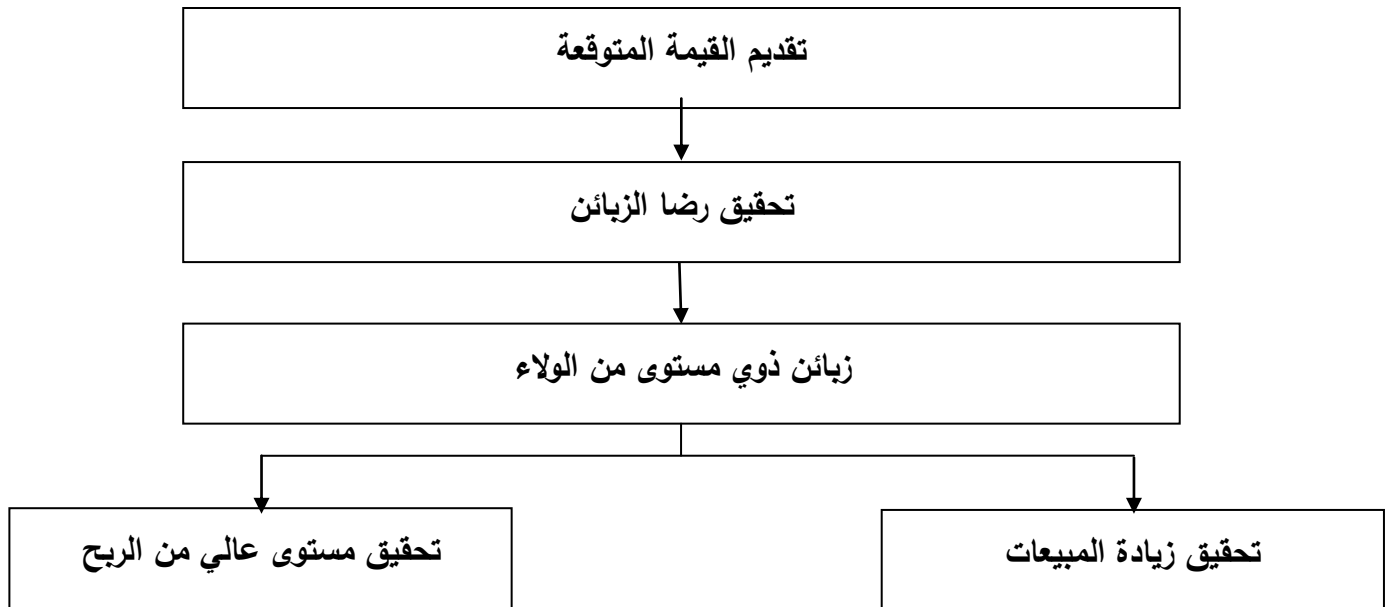 تقديم القيمة المتوقعة
تحقيق رضا الزبائن
زبائن ذوي مستوى من الولاء
تحقيق زيادة المبيعات
تحقيق مستوى عالي من الربح